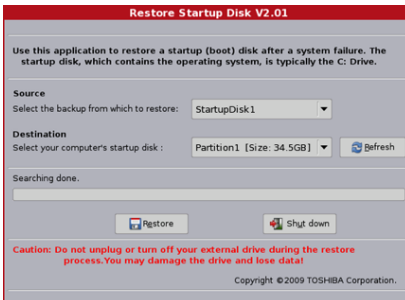 Restore Startup Disk V2.01
Use this application to restore a startup (boot) disk after a system failure. The
startup disk, which contains the operating system, is typically the C: Drive.
Source
Select the backup from which to restore: StartupDisk1
Destination
Select your computer's startup disk : Partition1 [Size: 34.5GB] Refresh
Searching done.
Restore Shut down
Caution: Do not unplug or turn off your external drive during the restore
process.You may damage the drive and lose data!
Copyright ©2009 TOSHIBA Corporation.